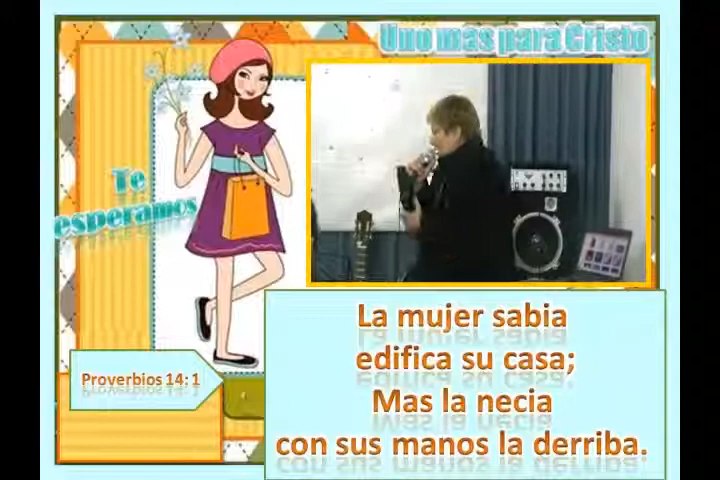 Uno mas para Cristo
Te
esperamos
La mujer sabia
edifica su casa;
Mas la necia
con sus manos la derriba.
Proverbios 14: 1